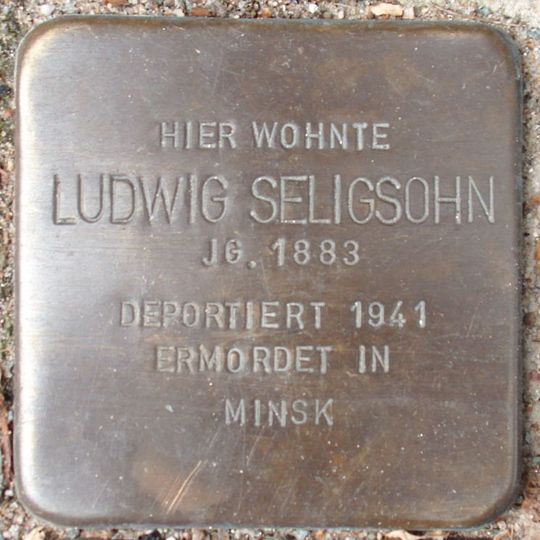 HIER WOHNTE
LUDWIG SELIGSOHN
JG. 1883
DEPORTIERT 1941
ERMORDET IN
MINSK